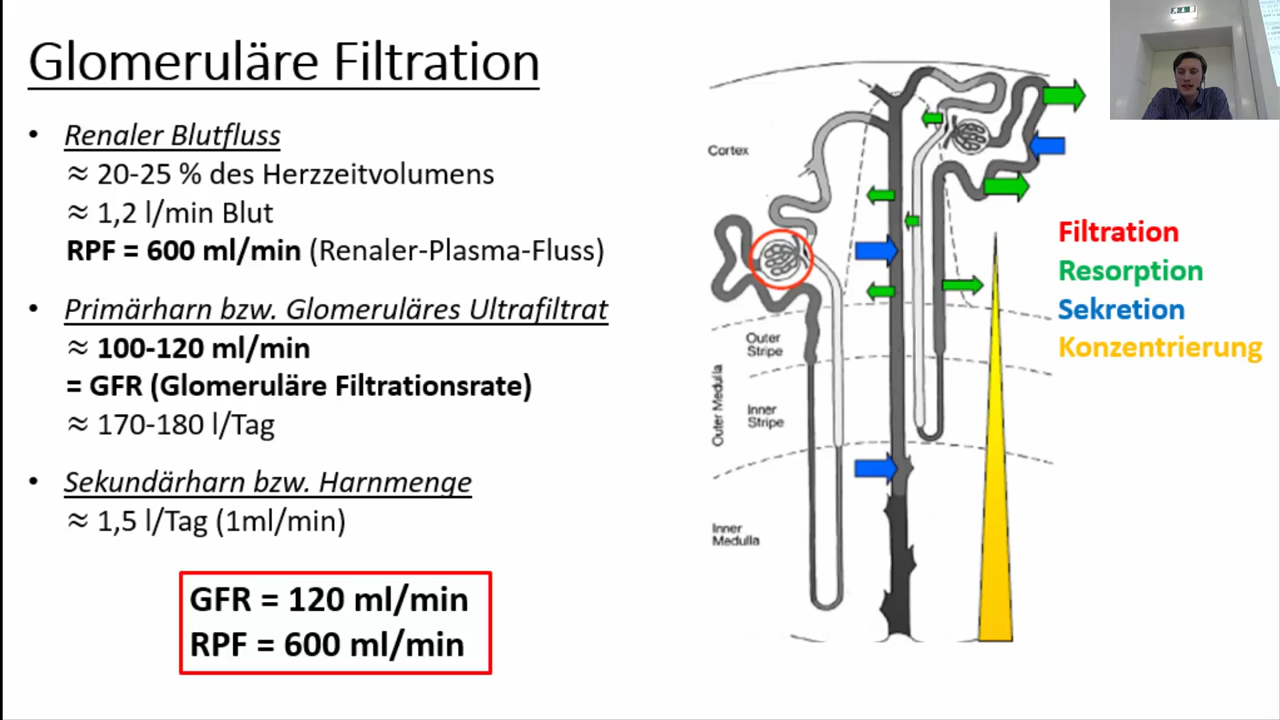 Glomeruläre Filtration
• Renaler Blutfluss
≈ 20-25 % des Herzzeitvolumens
≈ 1,2 l/min Blut
RPF = 600 ml/min (Renaler-Plasma-Fluss)
• Primärharn bzw. Glomeruläres Ultrafiltrat
≈ 100-120 ml/min
= GFR (Glomeruläre Filtrationsrate)
≈ 170-180 l/Tag
• Sekundärharn bzw. Harnmenge
≈ 1,5 l/Tag (1ml/min)
GFR = 120 ml/min
RPF = 600 ml/min
Cortex
Outer
Stripe
Outer Medulla
Inner
Stripe
Inner
Medulla
Filtration
Resorption
Sekretion
Konzentrierung